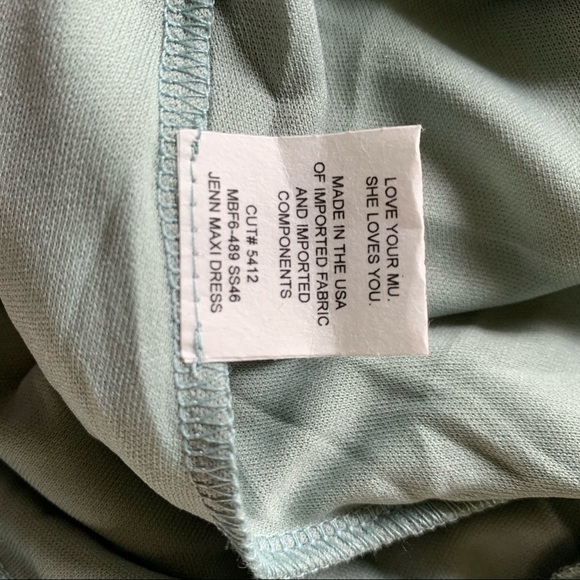 LOVE YOUR MU.
SHE LOVES YOU.
MADE IN THE USA
OF IMPORTED FABRIC
AND IMPORTED
COMPONENTS
CUT# 5412
MBF6-489 SS46
JENN MAXI DRESS